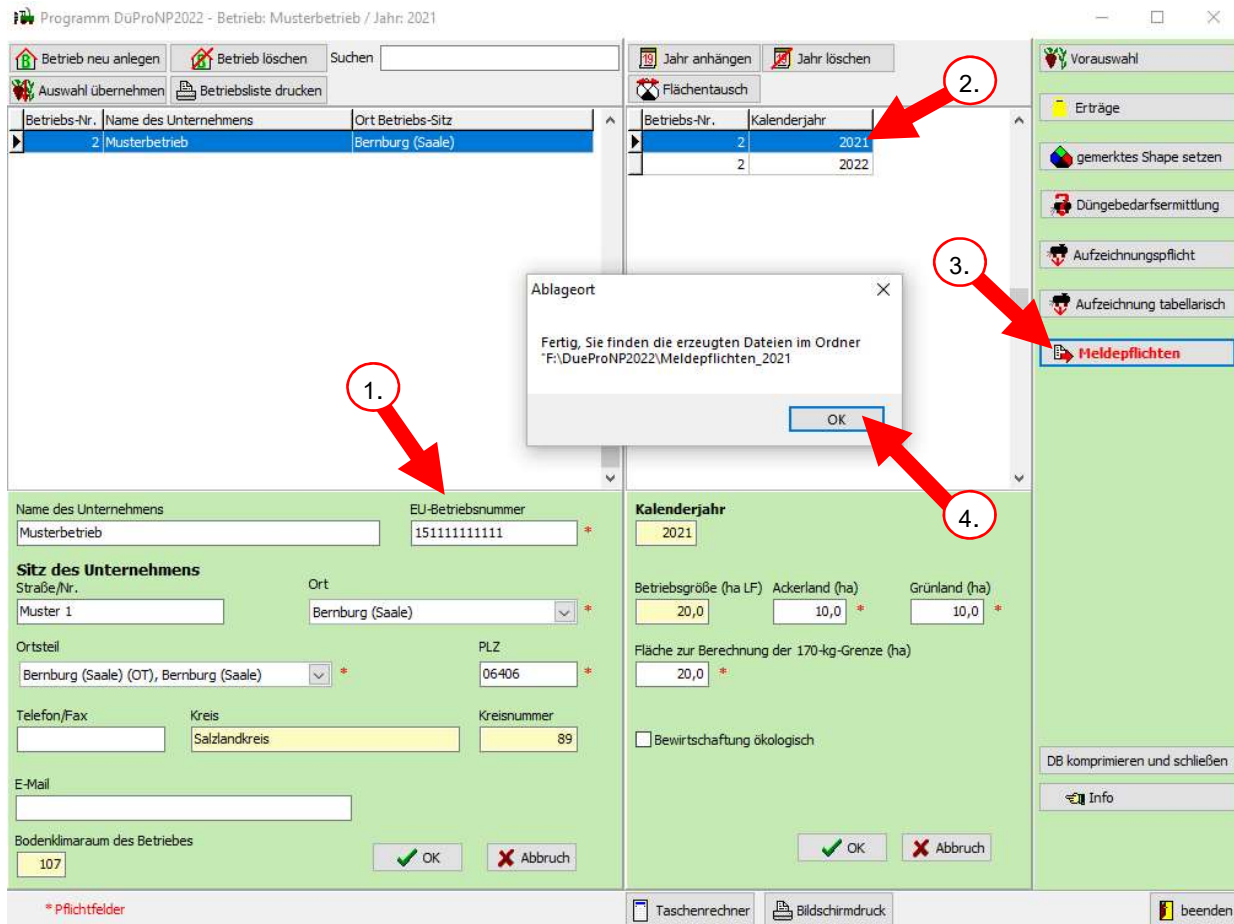 Programm DüProNP2022 - Betrieb: Musterbetrieb / Jahr: 2021
Betrieb neu anlegen
Betrieb löschen
Suchen
Auswahl übernehmen
Betriebsliste drucken
Betriebs-Nr. Name des Unternehmens Ort Betriebs-Sitz
2 Musterbetrieb Bernburg (Saale)
Jahr anhängen
Jahr löschen
Flächentausch
2.
Betriebs-Nr. Kalenderjahr
2 2021
2 2022
Vorauswahl
Erträge
gemerktes Shape setzen
Düngebedarfsermittlung
Aufzeichnungspflicht
3.
Aufzeichnung tabellarisch
Meldepflichten
Ablageort
Fertig, Sie finden die erzeugten Dateien im Ordner
"F:\DueProNP2022\Meldepflichten_2021
OK
1.
4.
Name des Unternehmens
Musterbetrieb
EU-Betriebsnummer
151111111111 *
Sitz des Unternehmens
Straße/Nr.
Muster 1
Ort
Bernburg (Saale) *
Ortsteil
Bernburg (Saale) (OT), Bernburg (Saale) *
PLZ
06406 *
Telefon/Fax
Kreis
Salzlandkreis
Kreisnummer
89
E-Mail
Bodenklimaraum des Betriebes
107
OK
Abbruch
Kalenderjahr
2021
Betriebsgröße (ha LF) Ackerland (ha) Grünland (ha)
20,0 10,0 * 10,0 *
Fläche zur Berechnung der 170-kg-Grenze (ha)
20,0 *
Bewirtschaftung ökologisch
OK
Abbruch
DB komprimieren und schließen
Info
* Pflichtfelder
Taschenrechner
Bildschirmdruck
beenden